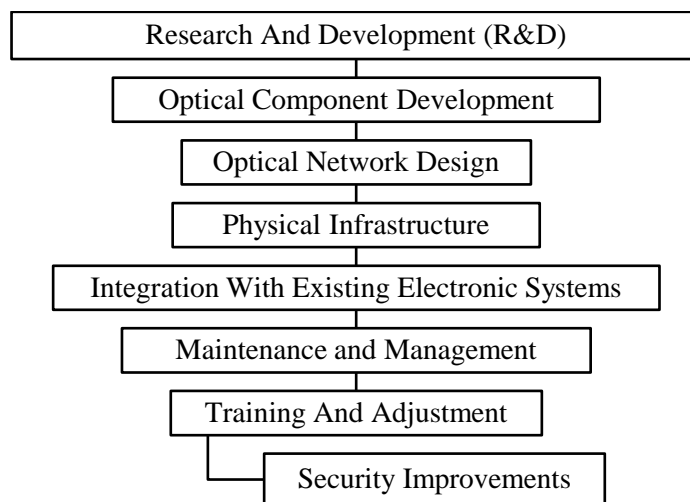 Research And Development (R&D)
Optical Component Development
Optical Network Design
Physical Infrastructure
Integration With Existing Electronic Systems
Maintenance and Management
Training And Adjustment
Security Improvements